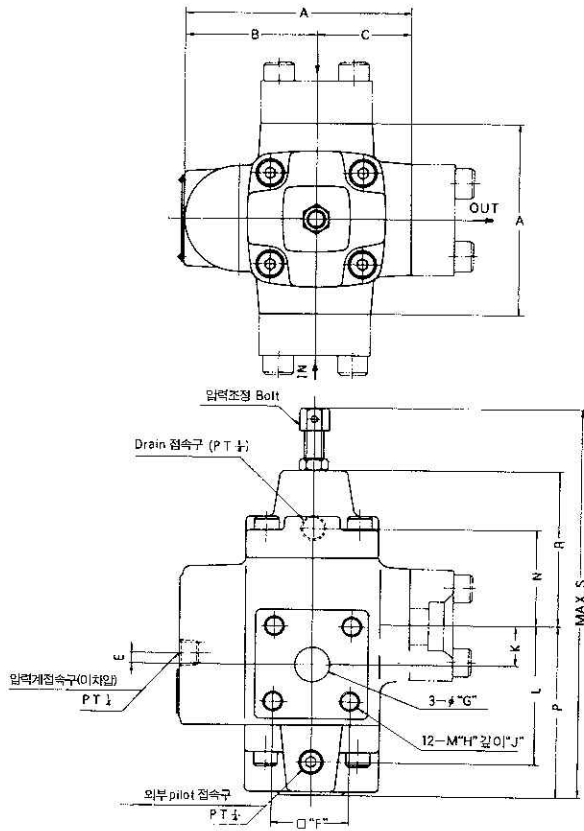 A
B
C
OUT
A
IN
압력조정 Bolt
Drain 접속구 (PT ¼)
R
N
MAX. S
K
L
P
E
압력계접속구(이차압)
PT ¼
3-φ"G"
12-M"H" 깊이"J"
외부 pilot 접속구
PT ¼
□"F"